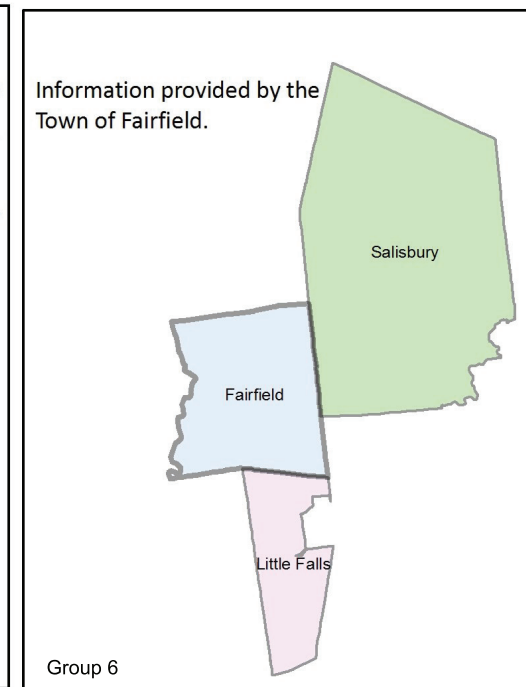 Information provided by the
Town of Fairfield.
Salisbury
Fairfield
Little Falls
Group 6